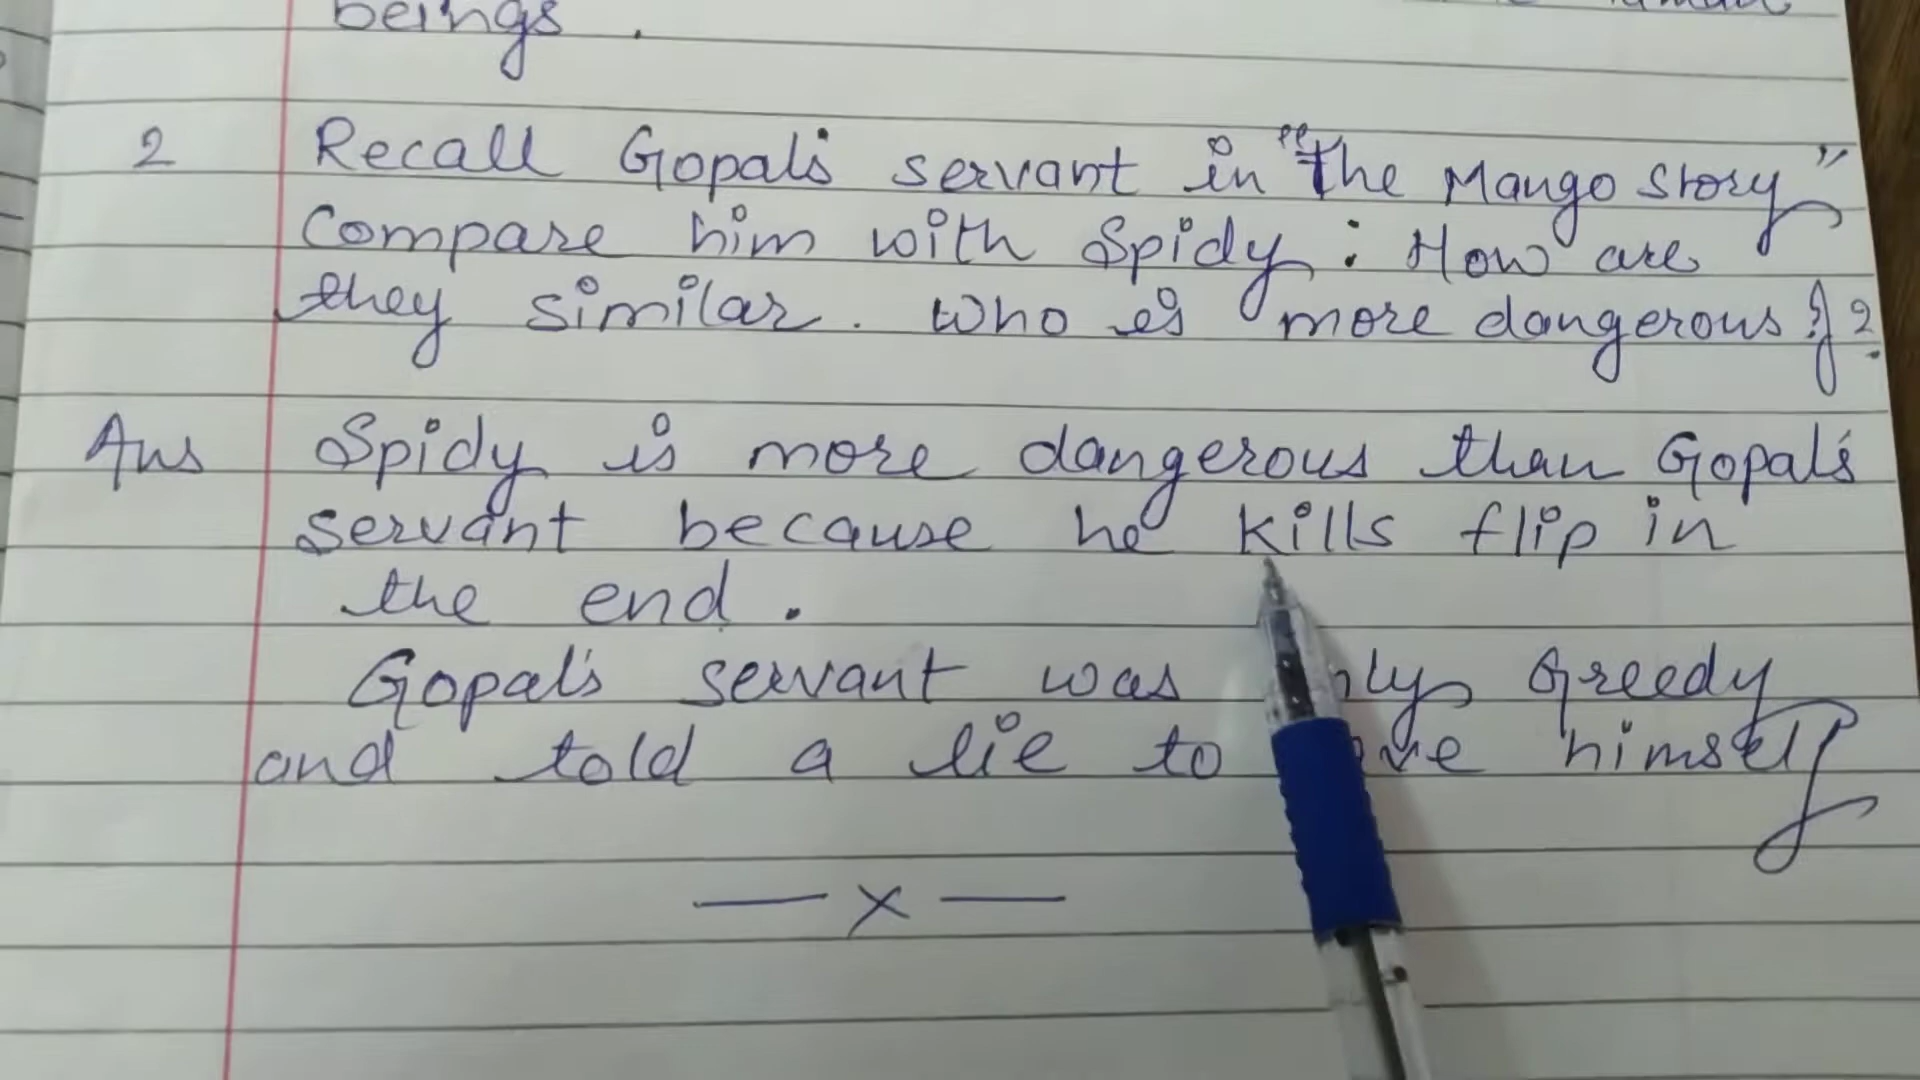 beings.
2 Recall Gopal's servant in "The Mango Story"
Compare him with Spidy: How are
they similar. Who is more dangerous??
Ans Spidy is more dangerous than Gopal's
servant because he kills flip in
the end.
Gopal's servant was Greedy
and told a lie to himself
—x—